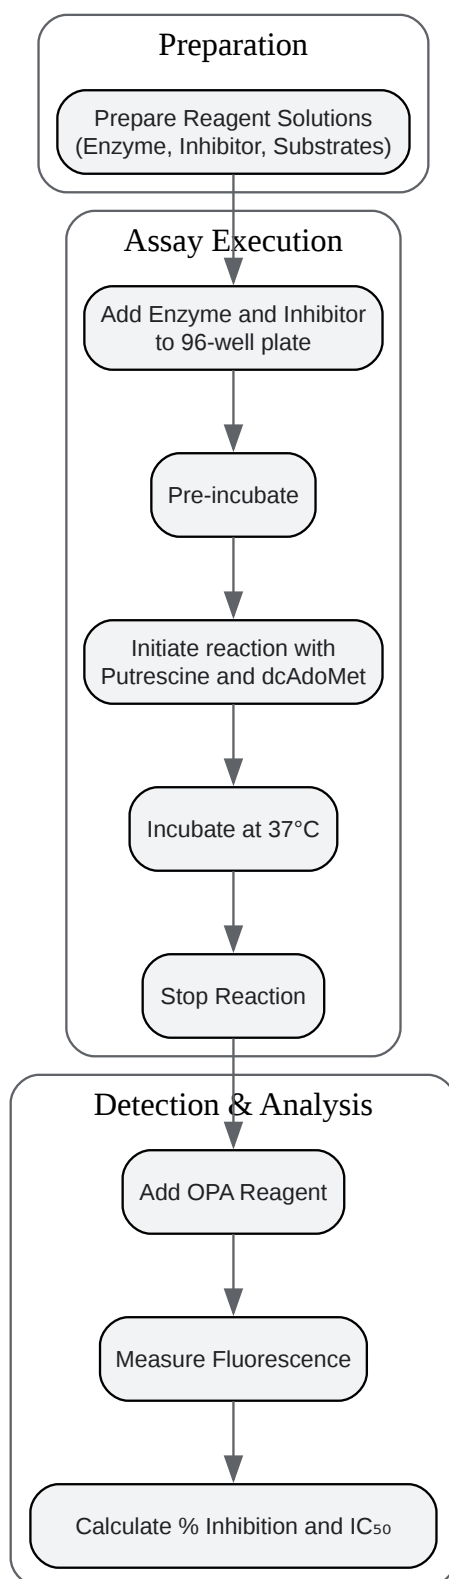 Preparation
Prepare Reagent Solutions
(Enzyme, Inhibitor, Substrates)
Assay Execution
Add Enzyme and Inhibitor
to 96-well plate
Pre-incubate
Initiate reaction with
Putrescine and dcAdoMet
Incubate at 37°C
Stop Reaction
Detection & Analysis
Add OPA Reagent
Measure Fluorescence
Calculate % Inhibition and IC₅₀